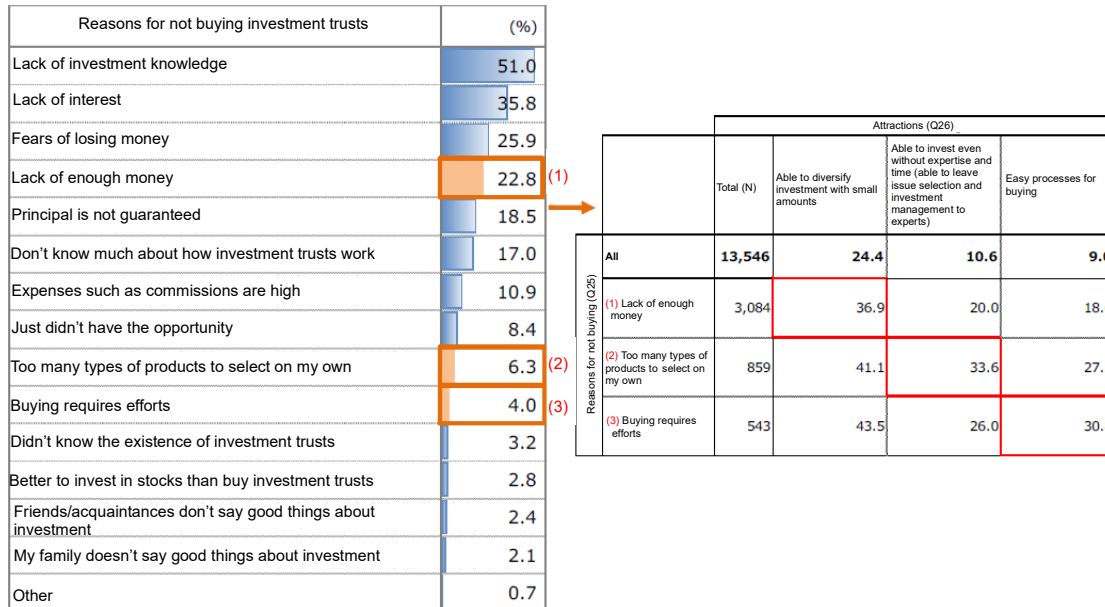 Reasons for not buying investment trusts (%)
Lack of investment knowledge 51.0
Lack of interest 35.8
Fears of losing money 25.9
Lack of enough money 22.8 (1)
Principal is not guaranteed 18.5
Don't know much about how investment trusts work 17.0
Expenses such as commissions are high 10.9
Just didn't have the opportunity 8.4
Too many types of products to select on my own 6.3 (2)
Buying requires efforts 4.0 (3)
Didn't know the existence of investment trusts 3.2
Better to invest in stocks than buy investment trusts 2.8
Friends/acquaintances don't say good things about
investment 2.4
My family doesn't say good things about investment 2.1
Other 0.7
Attractions (Q26)
Total (N)
Able to diversify
investment with small
amounts
Able to invest even
without expertise and
time (able to leave
issue selection and
investment
management to
experts)
Easy processes for
buying
Reasons for not buying (Q25)
All 13,546 24.4 10.6 9.0
(1) Lack of enough
money 3,084 36.9 20.0 18.
(2) Too many types of
products to select on
my own 859 41.1 33.6 27.
(3) Buying requires
efforts 543 43.5 26.0 30.